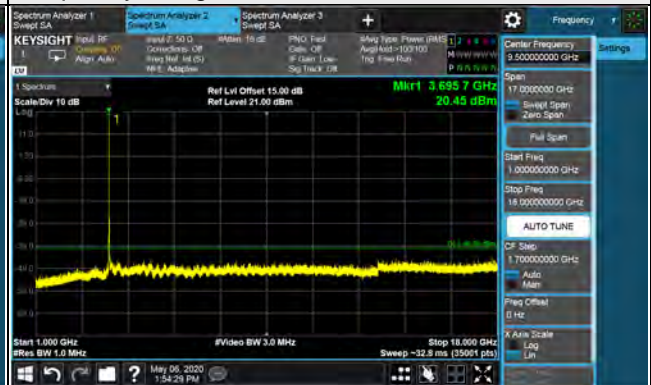 Spectrum Analyzer 1
Swept SA
Spectrum Analyzer 2
Swept SA
Spectrum Analyzer 3
Swept SA
+
Frequency
KEYSIGHT
Input: RF
Coupling: DC
Align: Auto
Input Z: 50 Ω
Corrections: Off
Freq Ref: Int (S)
NFE: Adaptive
#Atten: 16 dB
PNO: Fast
Gate: Off
IF Gain: Low
Sig Track: Off
#Avg Type: Power (RMS)
Avg|Hold:>100/100
Trig: Free Run
Center Frequency
9.500000000 GHz
Settings
1 Spectrum
Scale/Div 10 dB
Log
Ref Lvl Offset 15.00 dB
Ref Level 21.00 dBm
Mkr1 3.695 7 GHz
20.45 dBm
1
11.0
Span
17.0000000 GHz
Swept Span
Zero Span
Full Span
Start Freq
1.000000000 GHz
Stop Freq
18.000000000 GHz
AUTO TUNE
CF Step
1.700000000 GHz
Auto
Man
Freq Offset
0 Hz
X Axis Scale
Log
Lin
Start 1.000 GHz
#Res BW 1.0 MHz
#Video BW 3.0 MHz
Stop 18.000 GHz
Sweep ~32.8 ms (35001 pts)
?
May 06, 2020
1:54:29 PM